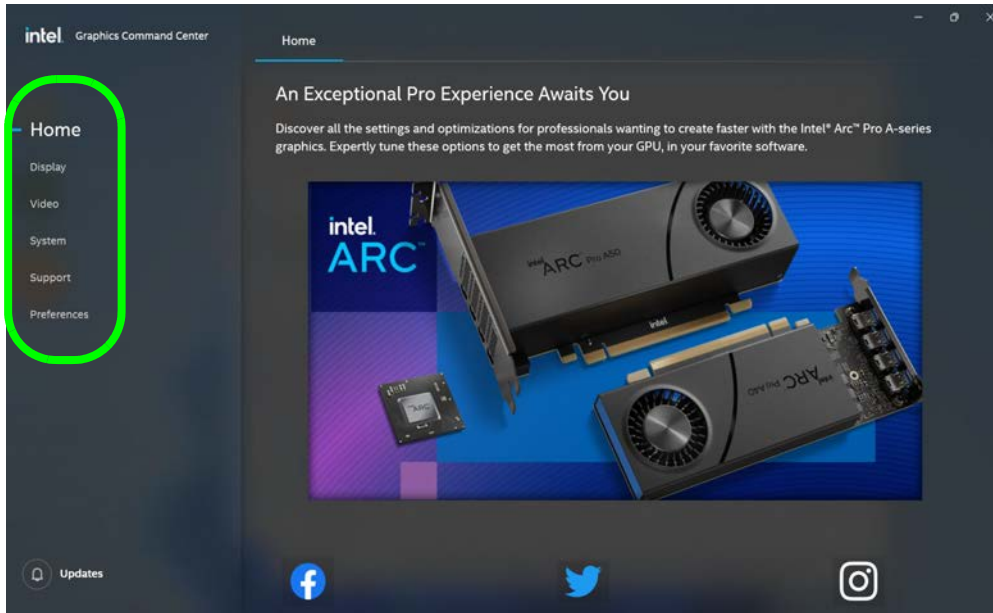 intel. Graphics Command Center
Home
Home
Display
Video
System
Support
Preferences
Updates
An Exceptional Pro Experience Awaits You
Discover all the settings and optimizations for professionals wanting to create faster with the Intel® Arc™ Pro A-series
graphics. Expertly tune these options to get the most from your GPU, in your favorite software.
intel.
ARC™
intel ARC Pro A50
intel
ARC Pro A40
ARC